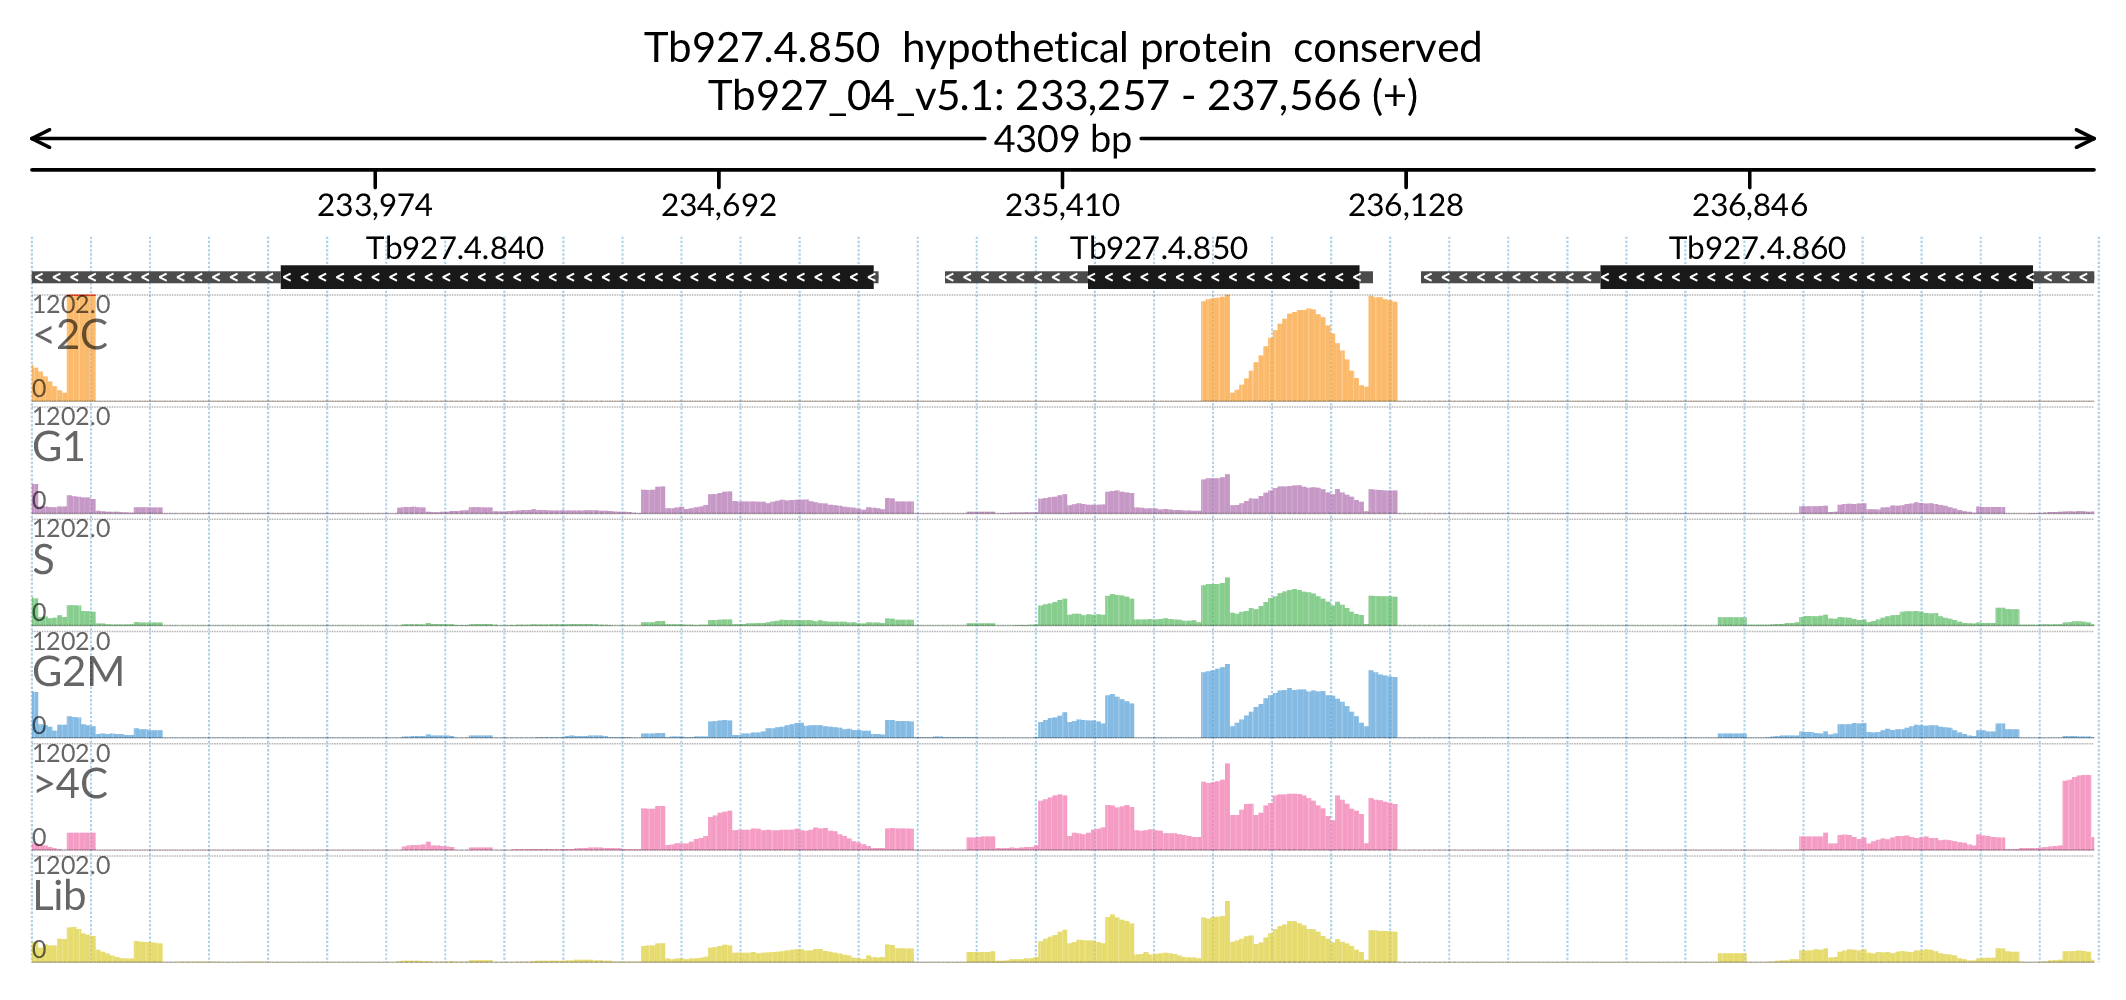 Tb927.4.850  hypothetical protein  conserved
Tb927_04_v5.1: 233,257 - 237,566 (+)
4309 bp
233,974 234,692 235,410 236,128 236,846
Tb927.4.840 Tb927.4.850 Tb927.4.860
1202.0
<2C
0
1202.0
G1
0
1202.0
S
0
1202.0
G2M
0
1202.0
>4C
0
1202.0
Lib
0